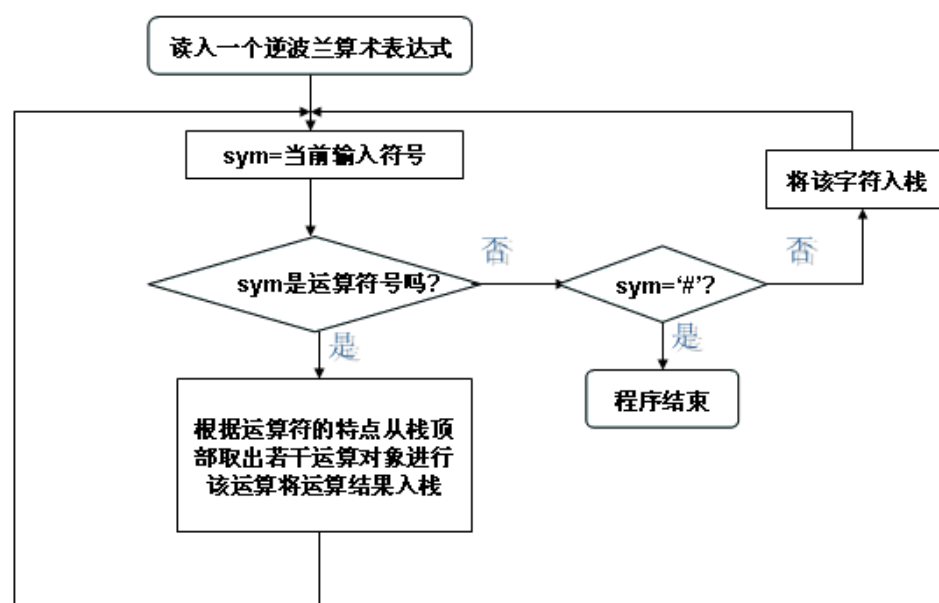 读入一个逆波兰算术表达式
sym=当前输入符号
将该字符入栈
sym是运算符号吗?
否
sym=‘#’?
否
是
是
程序结束
根据运算符的特点从栈顶
部取出若干运算对象进行
该运算将运算结果入栈